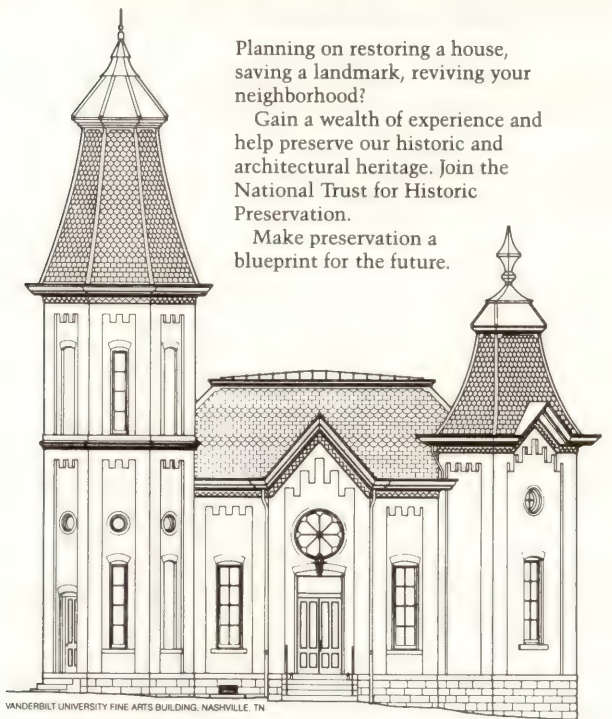 Planning on restoring a house,
saving a landmark, reviving your
neighborhood?
Gain a wealth of experience and
help preserve our historic and
architectural heritage. Join the
National Trust for Historic
Preservation.
Make preservation a
blueprint for the future.
VANDERBILT UNIVERSITY FINE ARTS BUILDING, NASHVILLE, TN